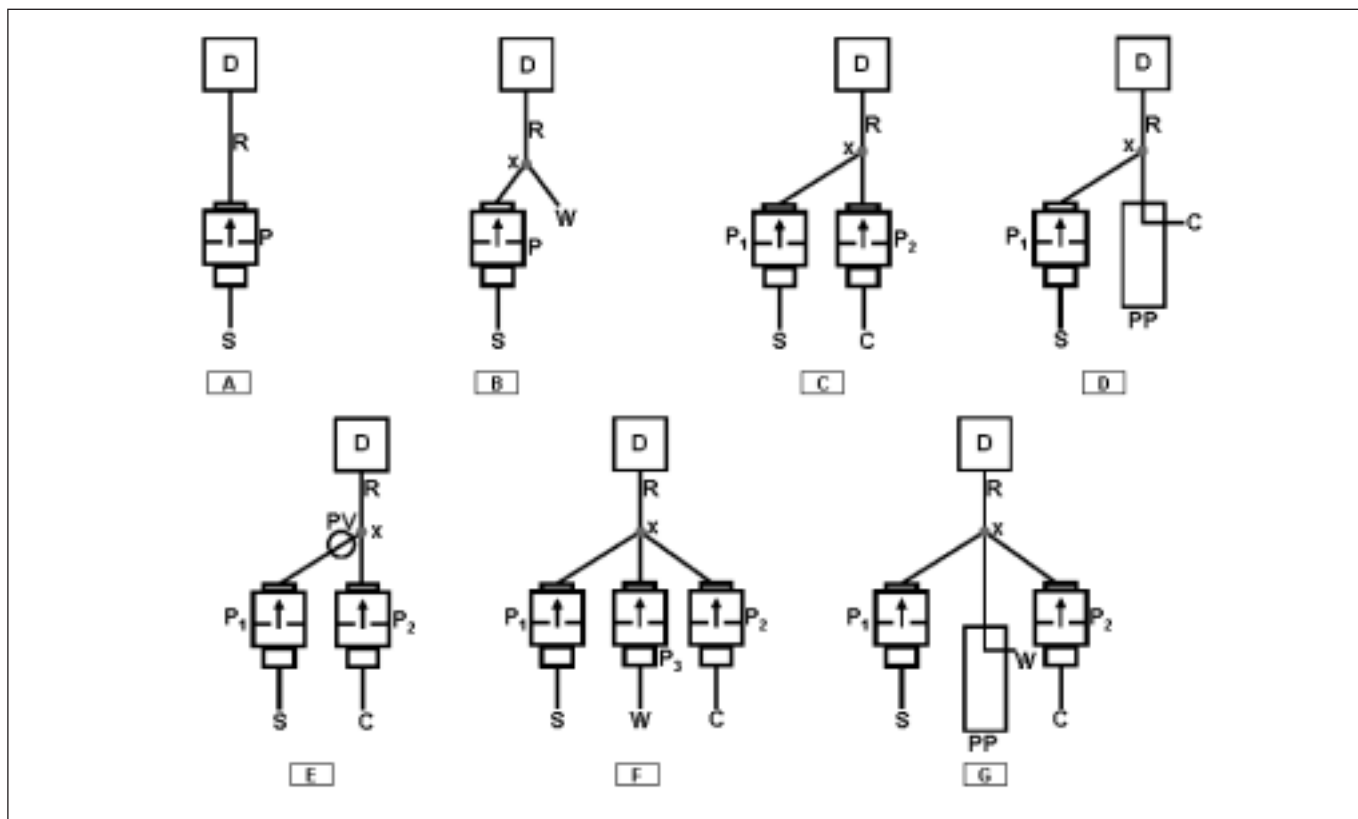 D D D D
R R R R
x x x
P P P₁ P₂ P₁ C
W
S S S C S PP
A B C D
D D D
R R R
PV x x x
P₁ P₂ P₁ P₃ P₂ P₁ W P₂
S C S W C S PP C
E F G